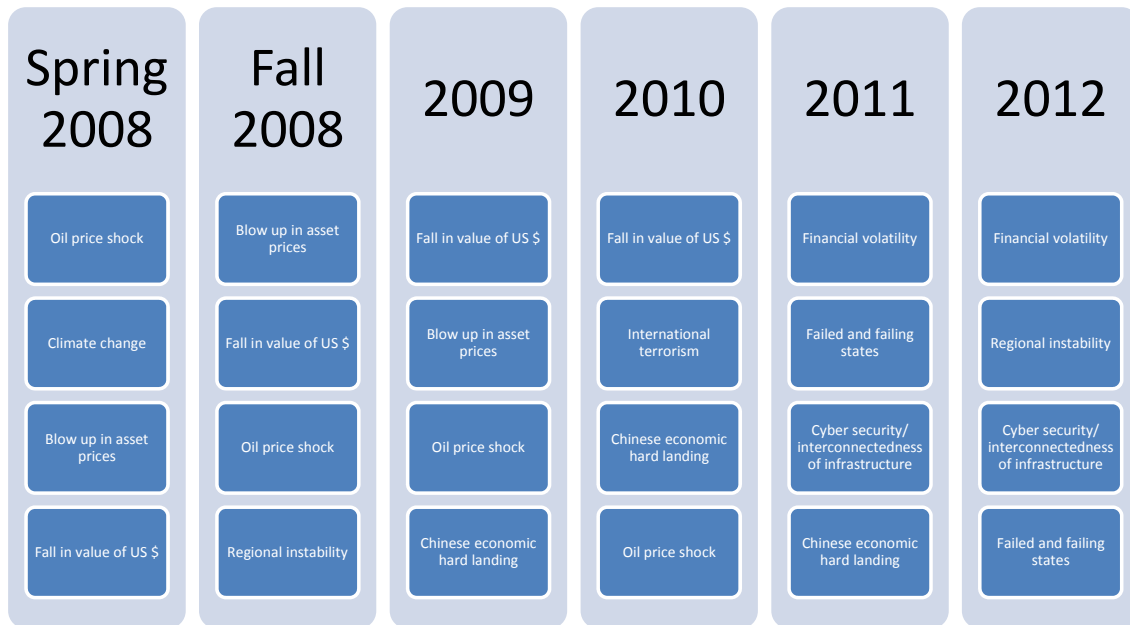 Spring
2008
Oil price shock
Climate change
Blow up in asset
prices
Fall in value of US $
Fall
2008
Blow up in asset
prices
Fall in value of US $
Oil price shock
Regional instability
2009
Fall in value of US $
Blow up in asset
prices
Oil price shock
Chinese economic
hard landing
2010
Fall in value of US $
International
terrorism
Chinese economic
hard landing
Oil price shock
2011
Financial volatility
Failed and failing
states
Cyber security/
interconnectedness
of infrastructure
Chinese economic
hard landing
2012
Financial volatility
Regional instability
Cyber security/
interconnectedness
of infrastructure
Failed and failing
states